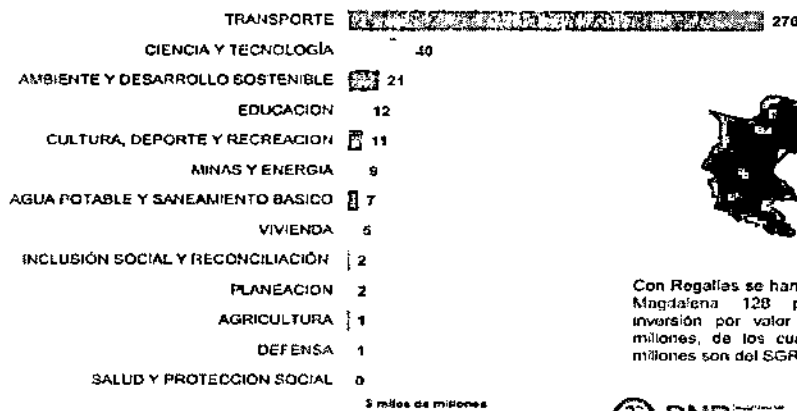 TRANSPORTE 270
CIENCIA Y TECNOLOGÍA 40
AMBIENTE Y DESARROLLO SOSTENIBLE 21
EDUCACION 12
CULTURA, DEPORTE Y RECREACION 11
MINAS Y ENERGIA 9
AGUA POTABLE Y SANEAMIENTO BASICO 7
VIVIENDA 5
INCLUSIÓN SOCIAL Y RECONCILIACIÓN 2
PLANEACION 2
AGRICULTURA 1
DEFENSA 1
SALUD Y PROTECCIÓN SOCIAL 0
$ miles de millones
Con Regalías se han
Magdalena 128 p
inversión por valor
millones, de los cua
millones son del SGR